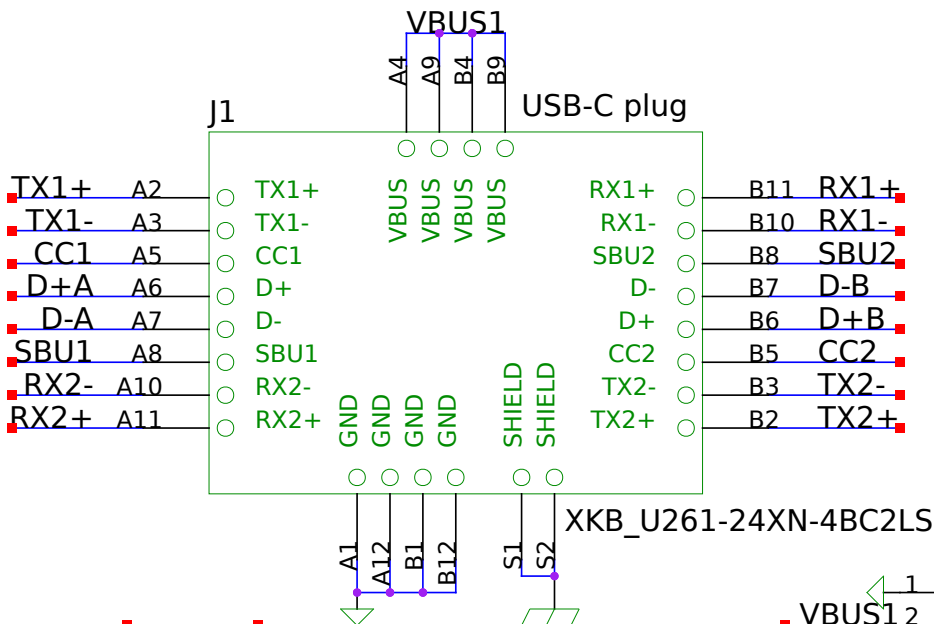 VBUS1
A4 A9 B4 B9
USB-C plug
J1
VBUS VBUS VBUS VBUS
TX1+ A2 TX1+ RX1+ B11 RX1+
TX1- A3 TX1- RX1- B10 RX1-
CC1 A5 CC1 SBU2 B8 SBU2
D+A A6 D+ D- B7 D-B
D-A A7 D- D+ B6 D+B
SBU1 A8 SBU1 CC2 B5 CC2
RX2- A10 RX2- TX2- B3 TX2-
RX2+ A11 RX2+ TX2+ B2 TX2+
GND GND GND GND SHIELD SHIELD
XKB_U261-24XN-4BC2LS
A1 A12 B1 B12 S1 S2
1
VBUS1 2